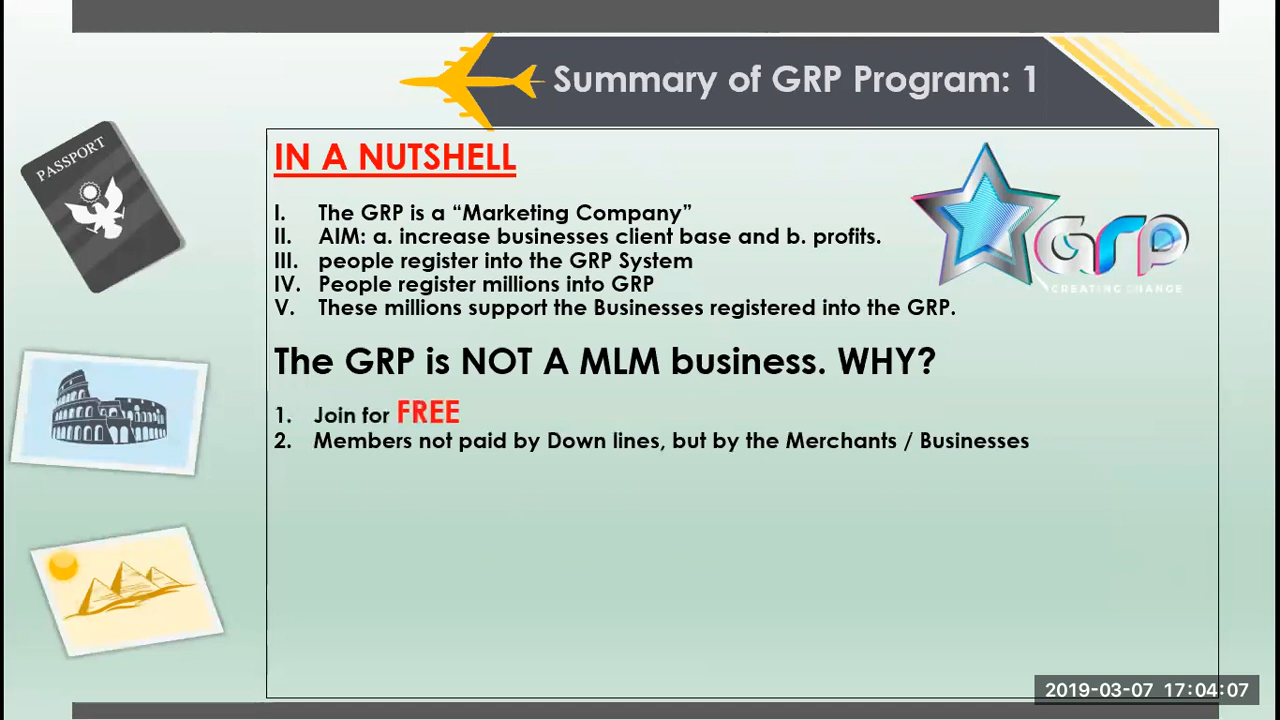 Summary of GRP Program: 1
PASSPORT
IN A NUTSHELL
I. The GRP is a “Marketing Company”
II. AIM: a. increase businesses client base and b. profits.
III. people register into the GRP System
IV. People register millions into GRP
V. These millions support the Businesses registered into the GRP.
grp
CREATING CHANGE
The GRP is NOT A MLM business. WHY?
1. Join for FREE
2. Members not paid by Down lines, but by the Merchants / Businesses
2019-03-07 17:04:07